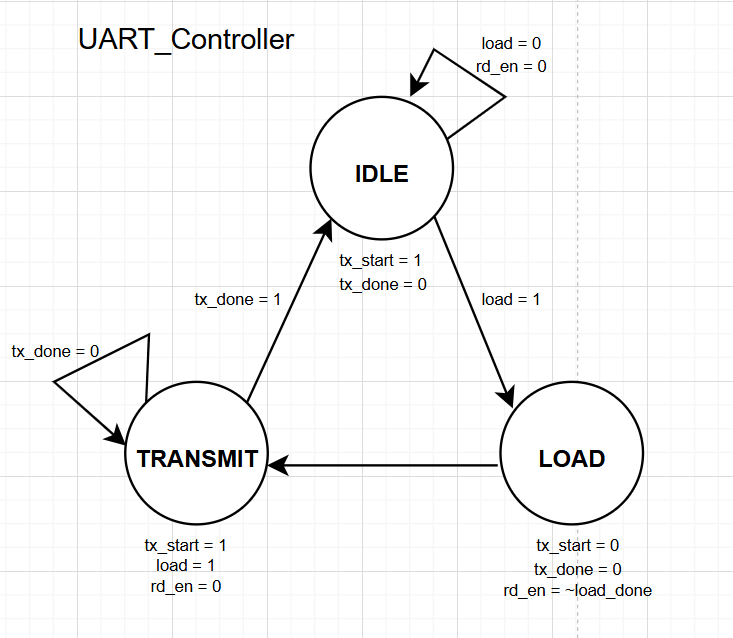 UART_Controller
load = 0
rd_en = 0
IDLE
tx_start = 1
tx_done = 0
tx_done = 1
load = 1
tx_done = 0
TRANSMIT
LOAD
tx_start = 1
load = 1
rd_en = 0
tx_start = 0
tx_done = 0
rd_en = ~load_done